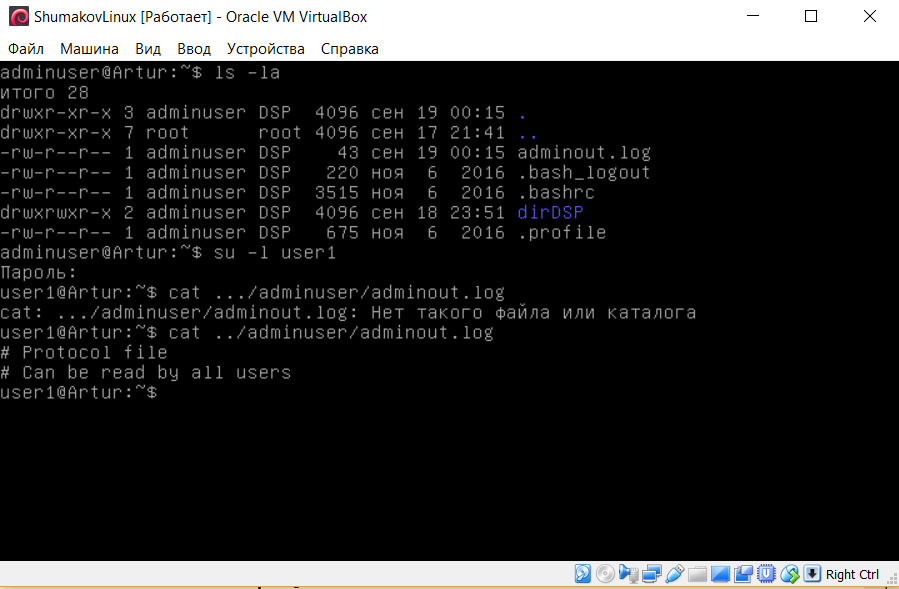 ShumakovLinux [Работает] - Oracle VM VirtualBox
Файл Машина Вид Ввод Устройства Справка
adminuser@Artur:~$ ls -la
итого 28
drwxr-xr-x 3 adminuser DSP  4096 сен 19 00:15 .
drwxr-xr-x 7 root      root 4096 сен 17 21:41 ..
-rw-r--r-- 1 adminuser DSP    43 сен 19 00:15 adminout.log
-rw-r--r-- 1 adminuser DSP   220 ноя  6  2016 .bash_logout
-rw-r--r-- 1 adminuser DSP  3515 ноя  6  2016 .bashrc
drwxrwxr-x 2 adminuser DSP  4096 сен 18 23:51 dirDSP
-rw-r--r-- 1 adminuser DSP   675 ноя  6  2016 .profile
adminuser@Artur:~$ su -l user1
Пароль:
user1@Artur:~$ cat .../adminuser/adminout.log
cat: .../adminuser/adminout.log: Нет такого файла или каталога
user1@Artur:~$ cat ../adminuser/adminout.log
# Protocol file
# Can be read by all users
user1@Artur:~$
Right Ctrl